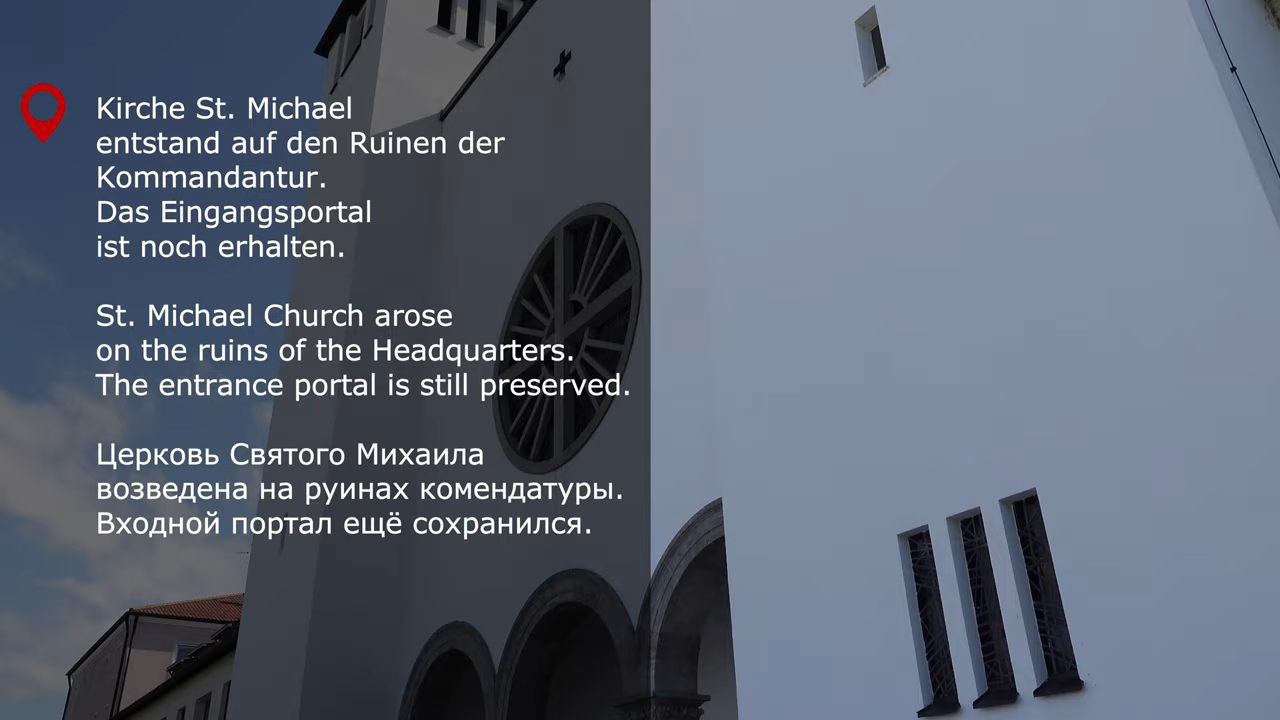 Kirche St. Michael
entstand auf den Ruinen der
Kommandantur.
Das Eingangsportal
ist noch erhalten.
St. Michael Church arose
on the ruins of the Headquarters.
The entrance portal is still preserved.
Церковь Святого Михаила
возведена на руинах комендатуры.
Входной портал ещё сохранился.